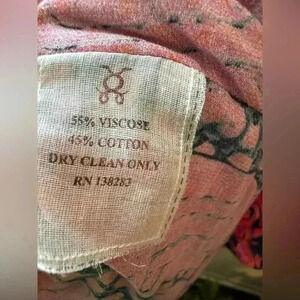 55% VISCOSE
45% COTTON
DRY CLEAN ONLY
RN 138283